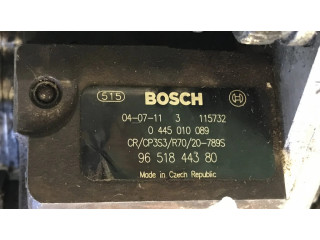 515 BOSCH
04-07-11 3 115732
0 445 010 089
CR/CP3S3/R70/20-789S
96 518 443 80
Made in Czech Republic